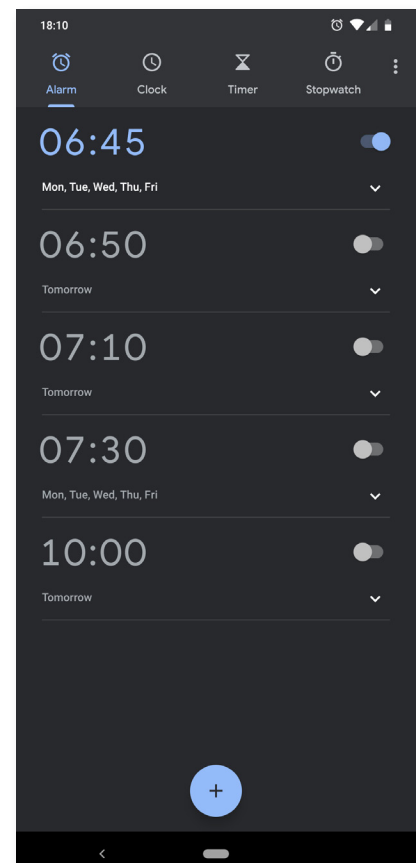 18:10
Alarm Clock Timer Stopwatch
06:45
Mon, Tue, Wed, Thu, Fri
06:50
Tomorrow
07:10
Tomorrow
07:30
Mon, Tue, Wed, Thu, Fri
10:00
Tomorrow